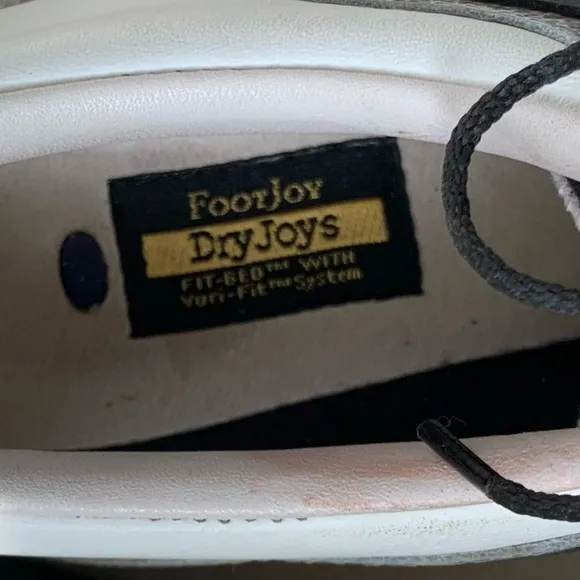 FootJoy
DryJoys
FIT-BED™ WITH
Vari-Fit™ System